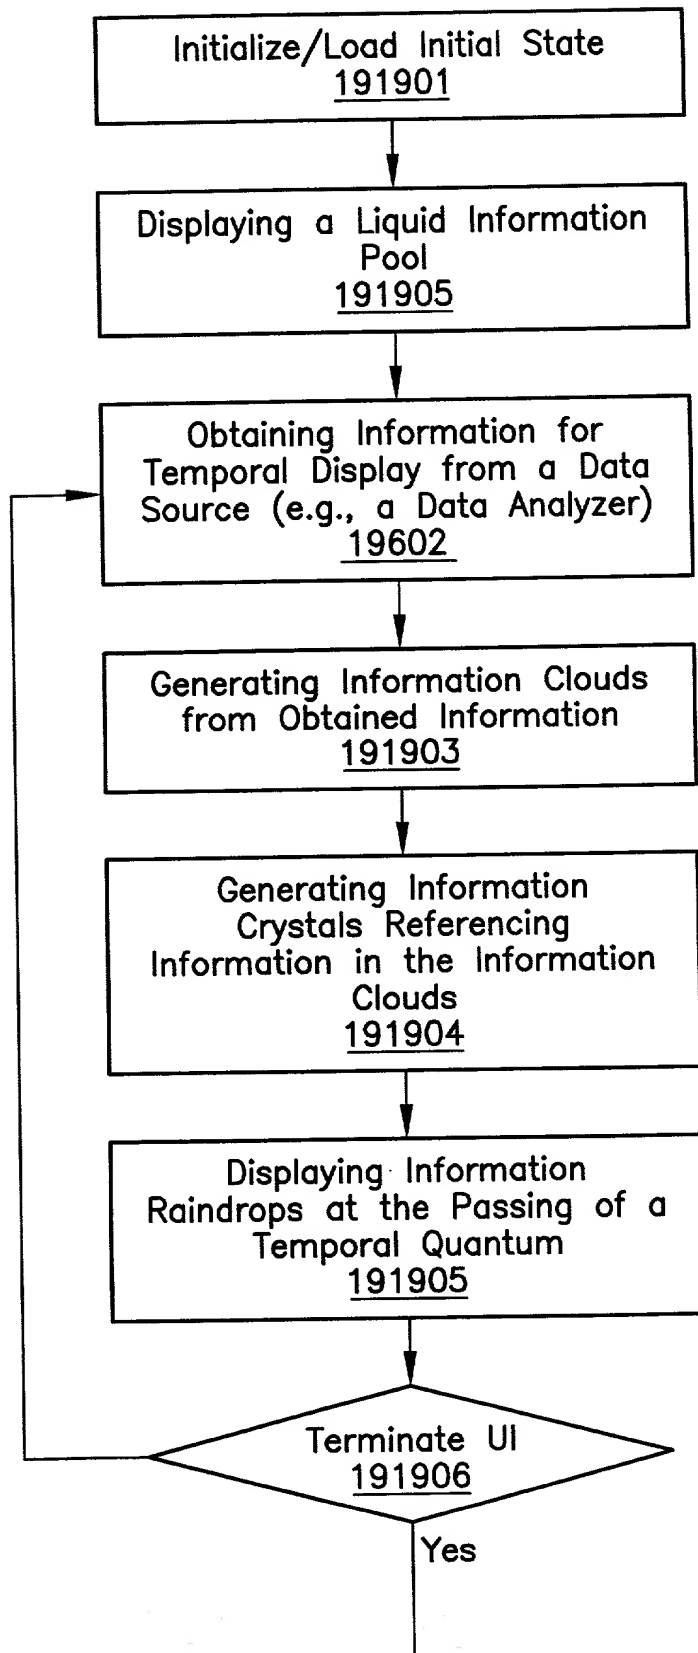 Initialize/Load Initial State
191901
Displaying a Liquid Information
Pool
191905
Obtaining Information for
Temporal Display from a Data
Source (e.g., a Data Analyzer)
19602
Generating Information Clouds
from Obtained Information
191903
Generating Information
Crystals Referencing
Information in the Information
Clouds
191904
Displaying Information
Raindrops at the Passing of a
Temporal Quantum
191905
Terminate UI
191906
Yes